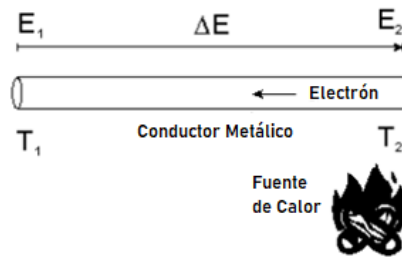 E₁ ΔE E₂
Electrón
Conductor Metálico
T₁ T₂
Fuente
de Calor